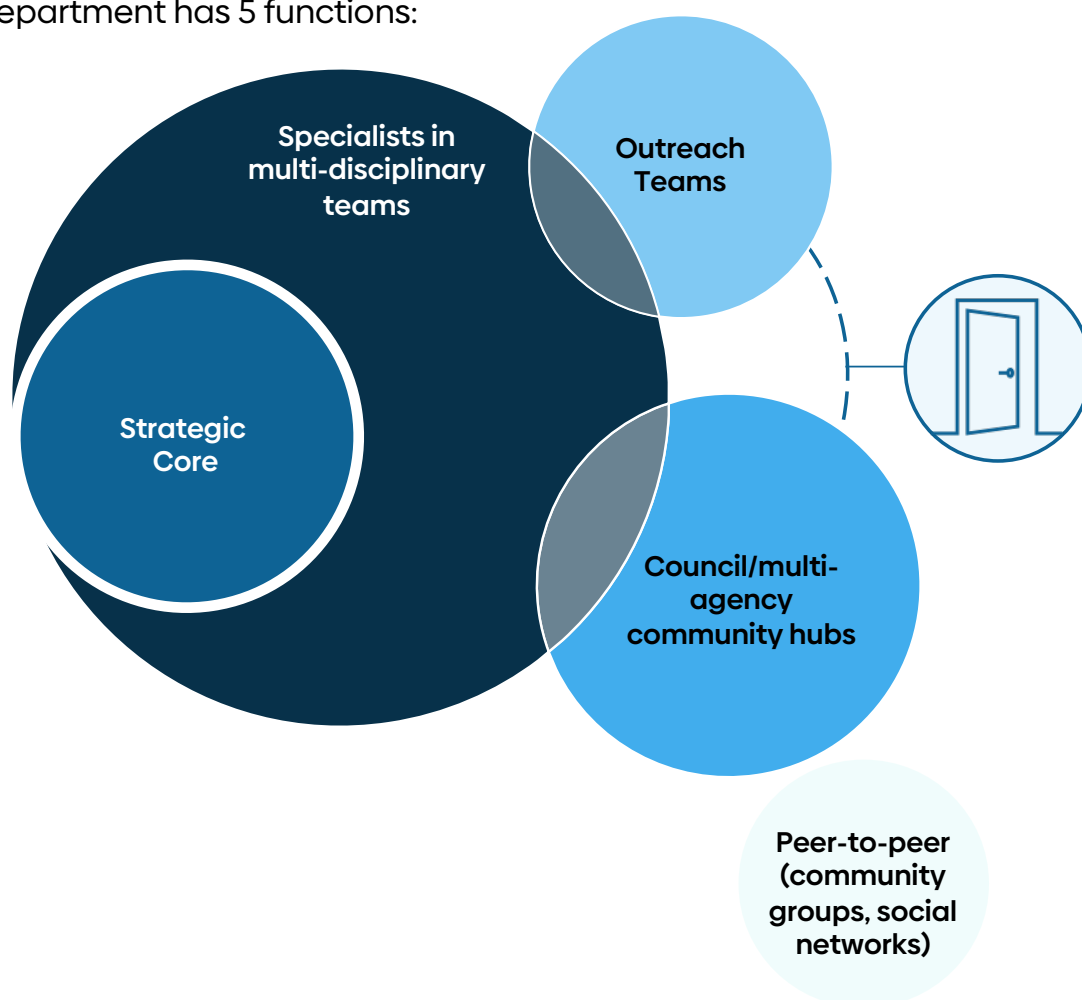 epartment has 5 functions:
Specialists in
multi-disciplinary
teams
Outreach
Teams
Strategic
Core
Council/multi-
agency
community hubs
Peer-to-peer
(community
groups, social
networks)